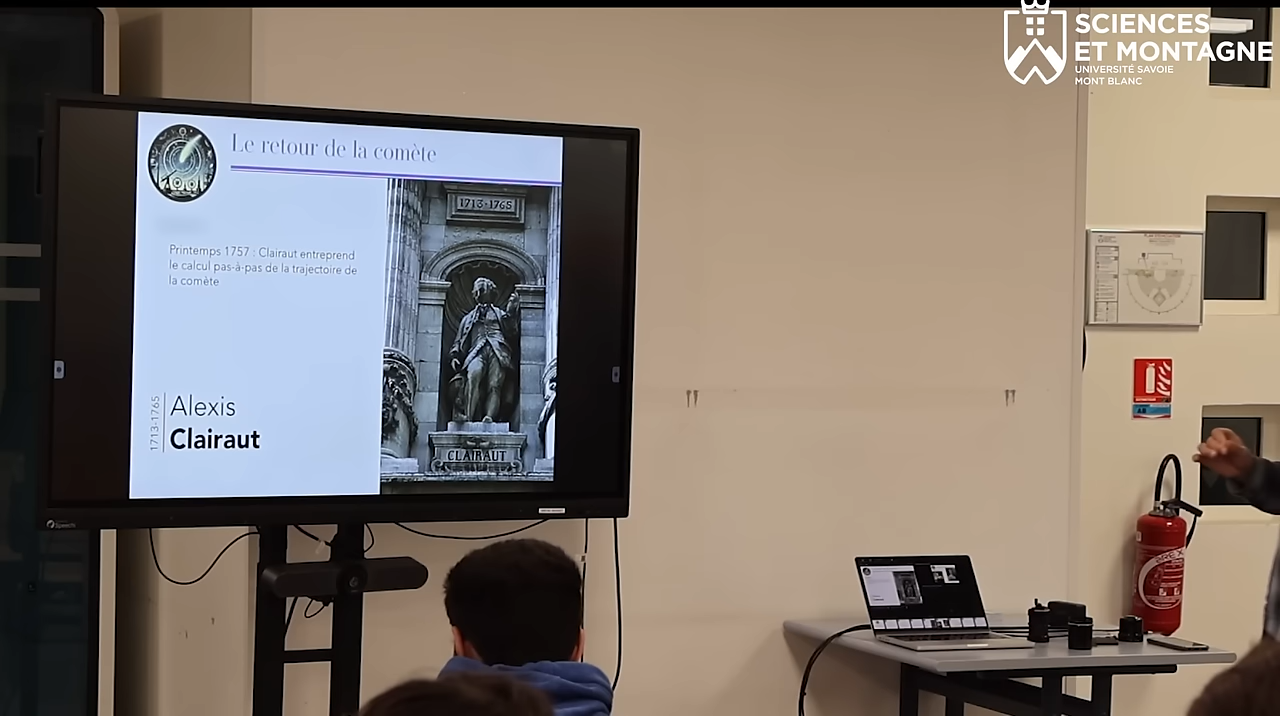 SCIENCES
ET MONTAGNE
UNIVERSITÉ SAVOIE
MONT BLANC
Le retour de la comète
1713-1765
Printemps 1757 : Clairaut entreprend
le calcul pas-à-pas de la trajectoire de
la comète
1713-1765
Alexis
Clairaut
CLAIRAUT
Speechi